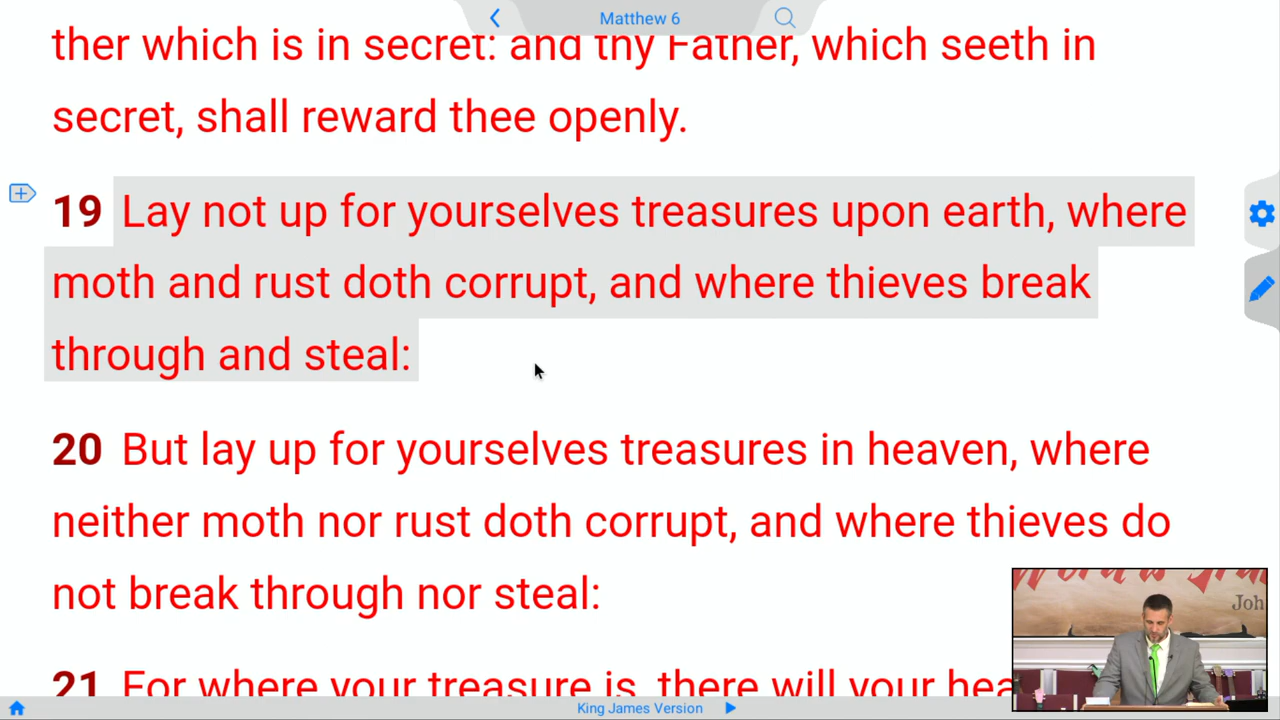 Matthew 6
ther which is in secret: and thy Father, which seeth in
secret, shall reward thee openly.
19 Lay not up for yourselves treasures upon earth, where
moth and rust doth corrupt, and where thieves break
through and steal:
20 But lay up for yourselves treasures in heaven, where
neither moth nor rust doth corrupt, and where thieves do
not break through nor steal:
21 For where your treasure is, there will your hea
Word is
Joh
King James Version